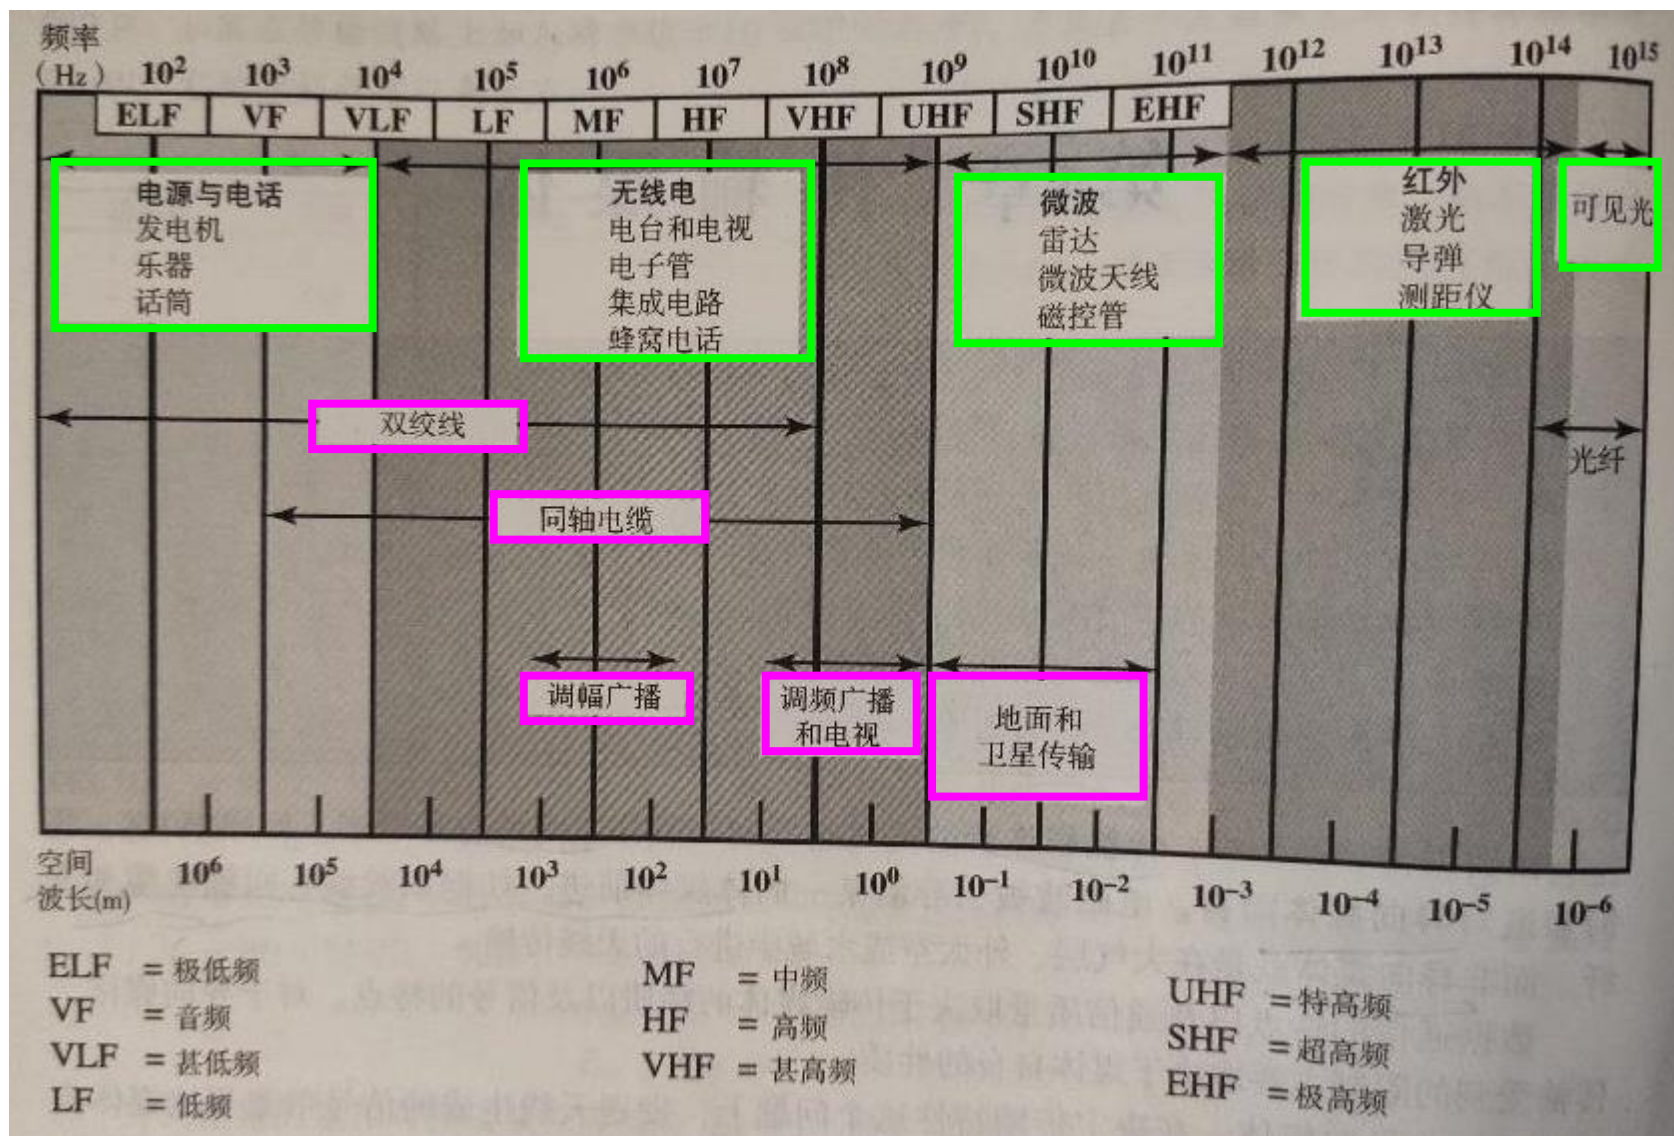 频率
(Hz) 10² 10³ 10⁴ 10⁵ 10⁶ 10⁷ 10⁸ 10⁹ 10¹⁰ 10¹¹ 10¹² 10¹³ 10¹⁴ 10¹⁵
ELF VF VLF LF MF HF VHF UHF SHF EHF
电源与电话
发电机
乐器
话筒
无线电
电台和电视
电子管
集成电路
蜂窝电话
微波
雷达
微波天线
磁控管
红外
激光
导弹
测距仪
可见光
双绞线
光纤
同轴电缆
调幅广播
调频广播
和电视
地面和
卫星传输
空间
波长(m) 10⁶ 10⁵ 10⁴ 10³ 10² 10¹ 10⁰ 10⁻¹ 10⁻² 10⁻³ 10⁻⁴ 10⁻⁵ 10⁻⁶
ELF = 极低频
VF = 音频
VLF = 甚低频
LF = 低频
MF = 中频
HF = 高频
VHF = 甚高频
UHF = 特高频
SHF = 超高频
EHF = 极高频